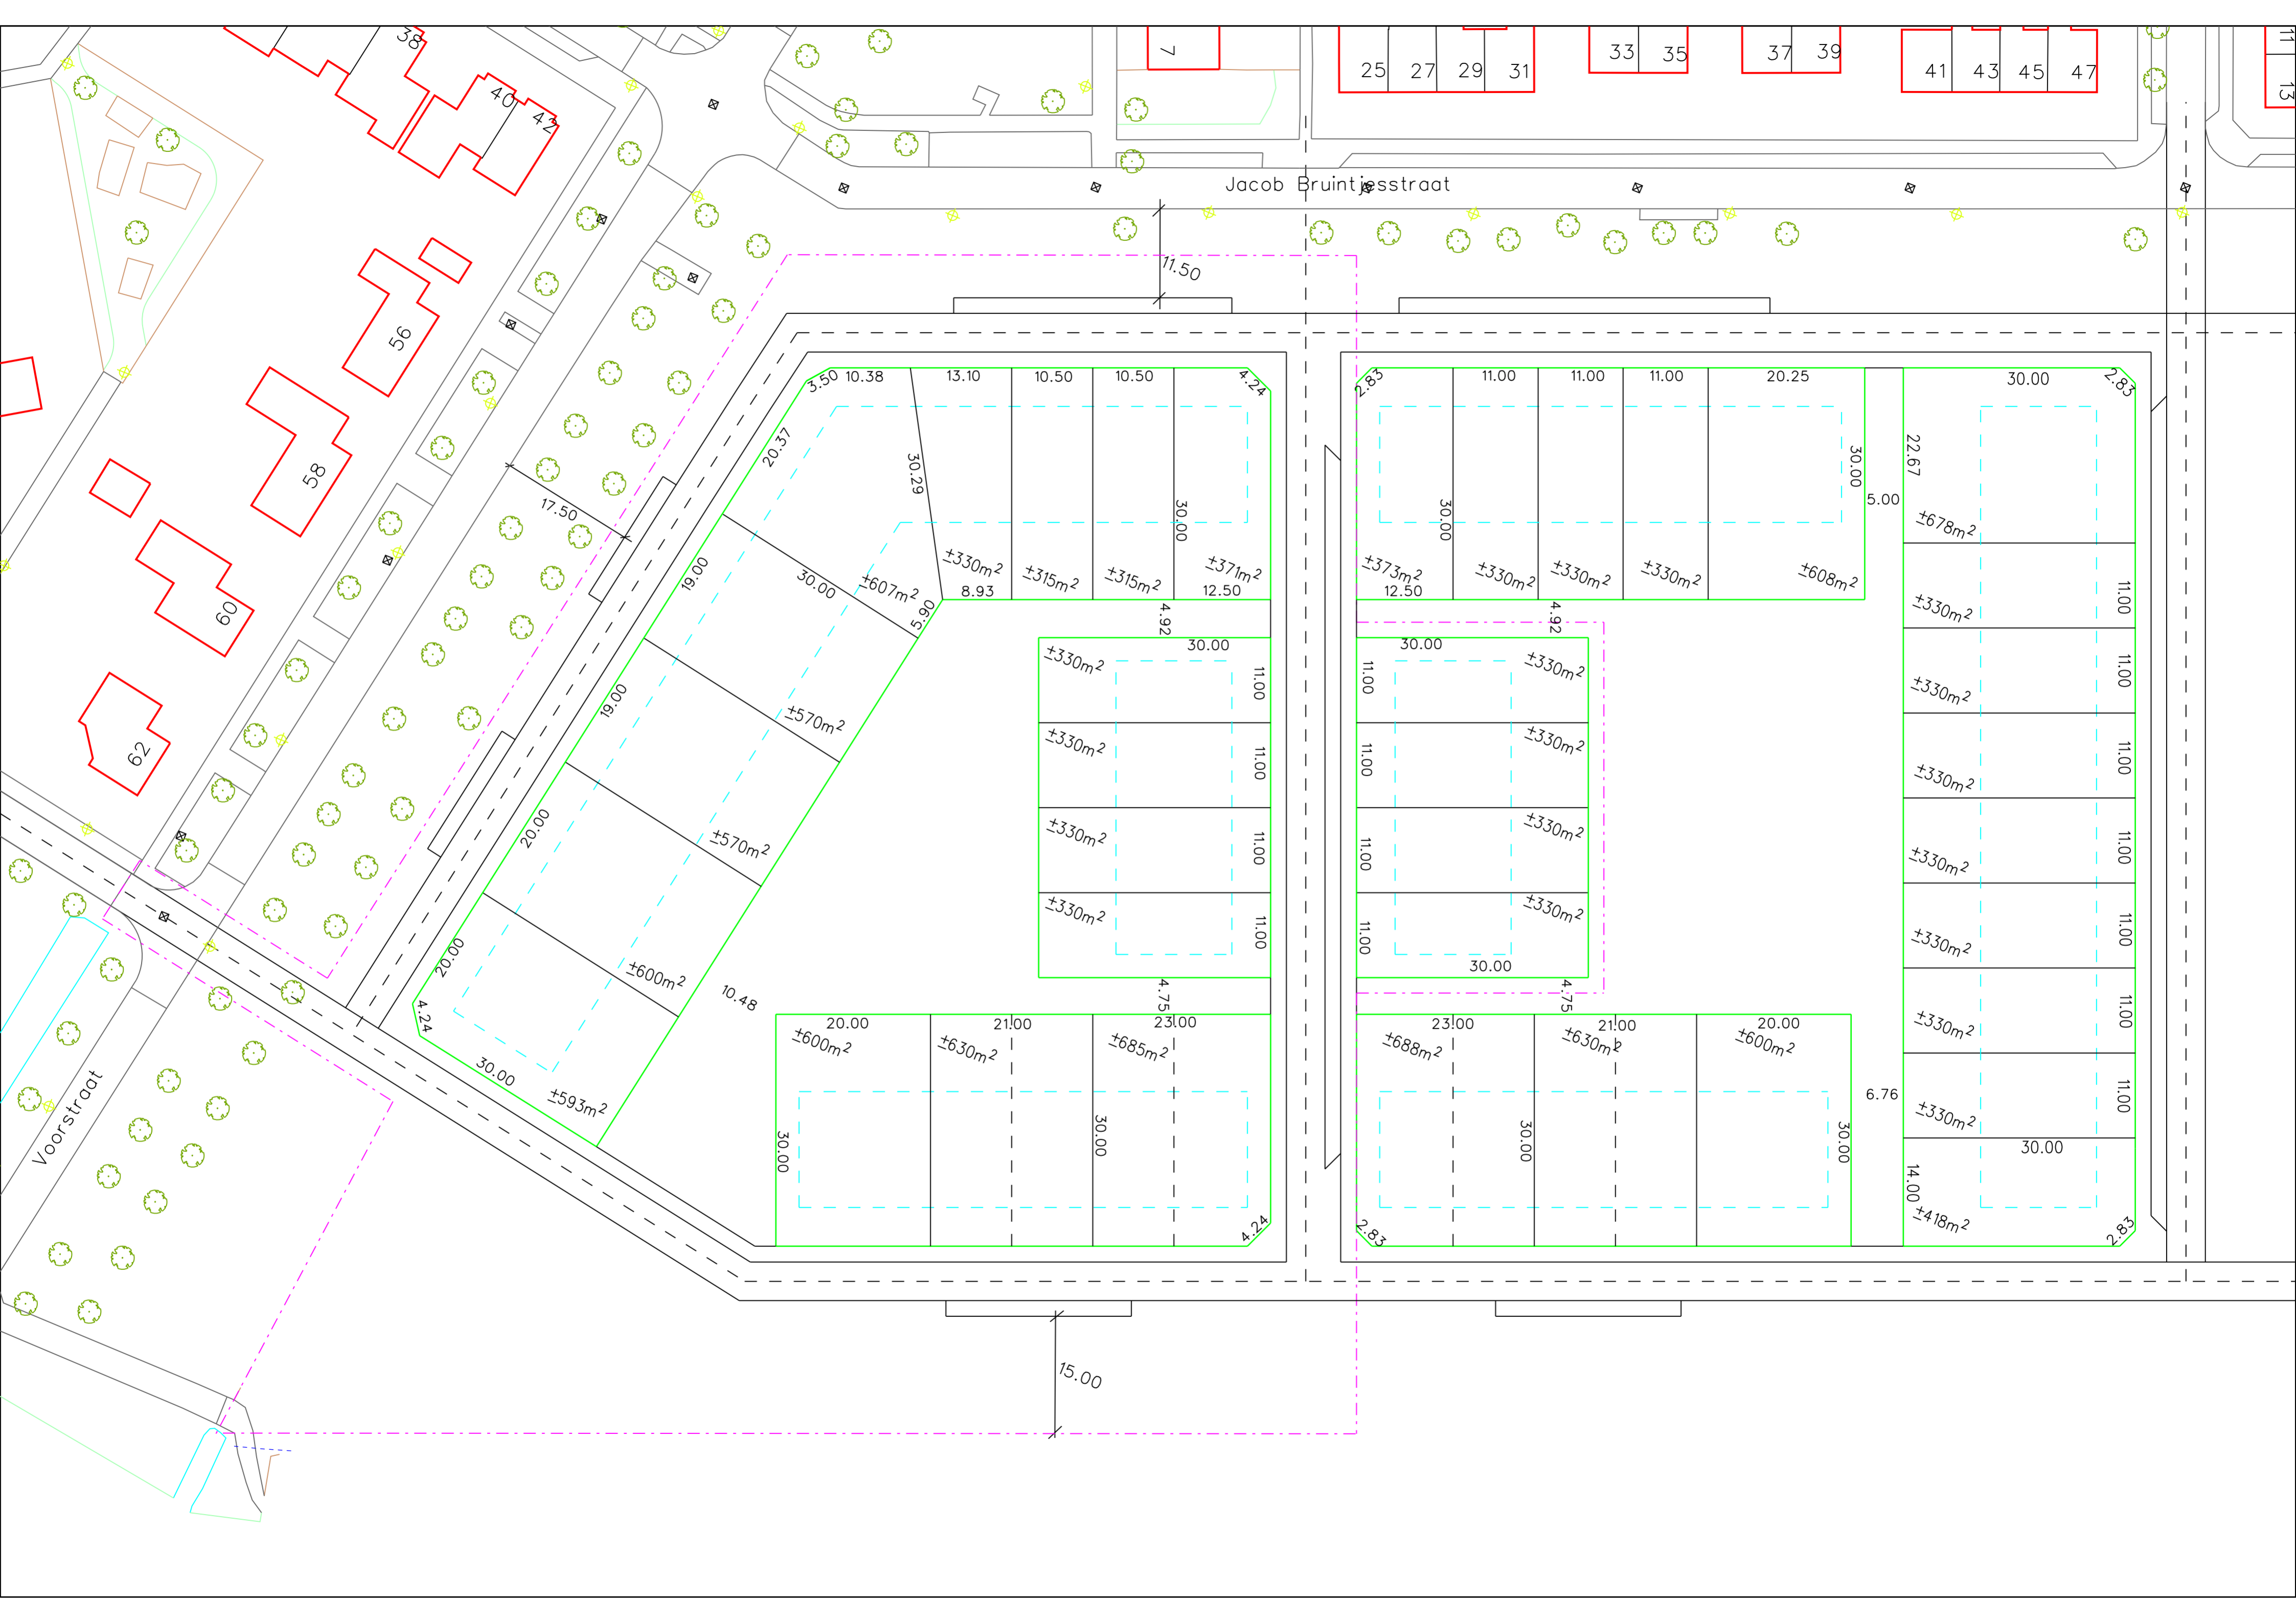 38
40
42
7
25
27
29
31
33
35
37
39
41
43
45
47
11
13
Jacob Bruintjesstraat
11.50
56
58
60
62
17.50
3.50
10.38
13.10
10.50
10.50
4.24
20.37
30.29
30.00
±330m²
±315m²
±315m²
±371m²
8.93
12.50
±607m²
5.90
19.00
30.00
19.00
±570m²
20.00
±570m²
20.00
±600m²
4.24
30.00
±593m²
10.48
4.92
30.00
±330m²
11.00
±330m²
11.00
±330m²
11.00
±330m²
11.00
4.75
20.00
21.00
23.00
±600m²
±630m²
±685m²
30.00
30.00
4.24
2.83
11.00
11.00
11.00
20.25
30.00
30.00
±373m²
±330m²
±330m²
±330m²
±608m²
12.50
5.00
4.92
30.00
11.00
±330m²
11.00
±330m²
11.00
±330m²
11.00
±330m²
30.00
4.75
23.00
21.00
20.00
±688m²
±630m²
±600m²
30.00
30.00
2.83
6.76
30.00
2.83
22.67
±678m²
±330m²
11.00
±330m²
11.00
±330m²
11.00
±330m²
11.00
±330m²
11.00
±330m²
11.00
±330m²
11.00
30.00
14.00
±418m²
2.83
Voorstraat
15.00